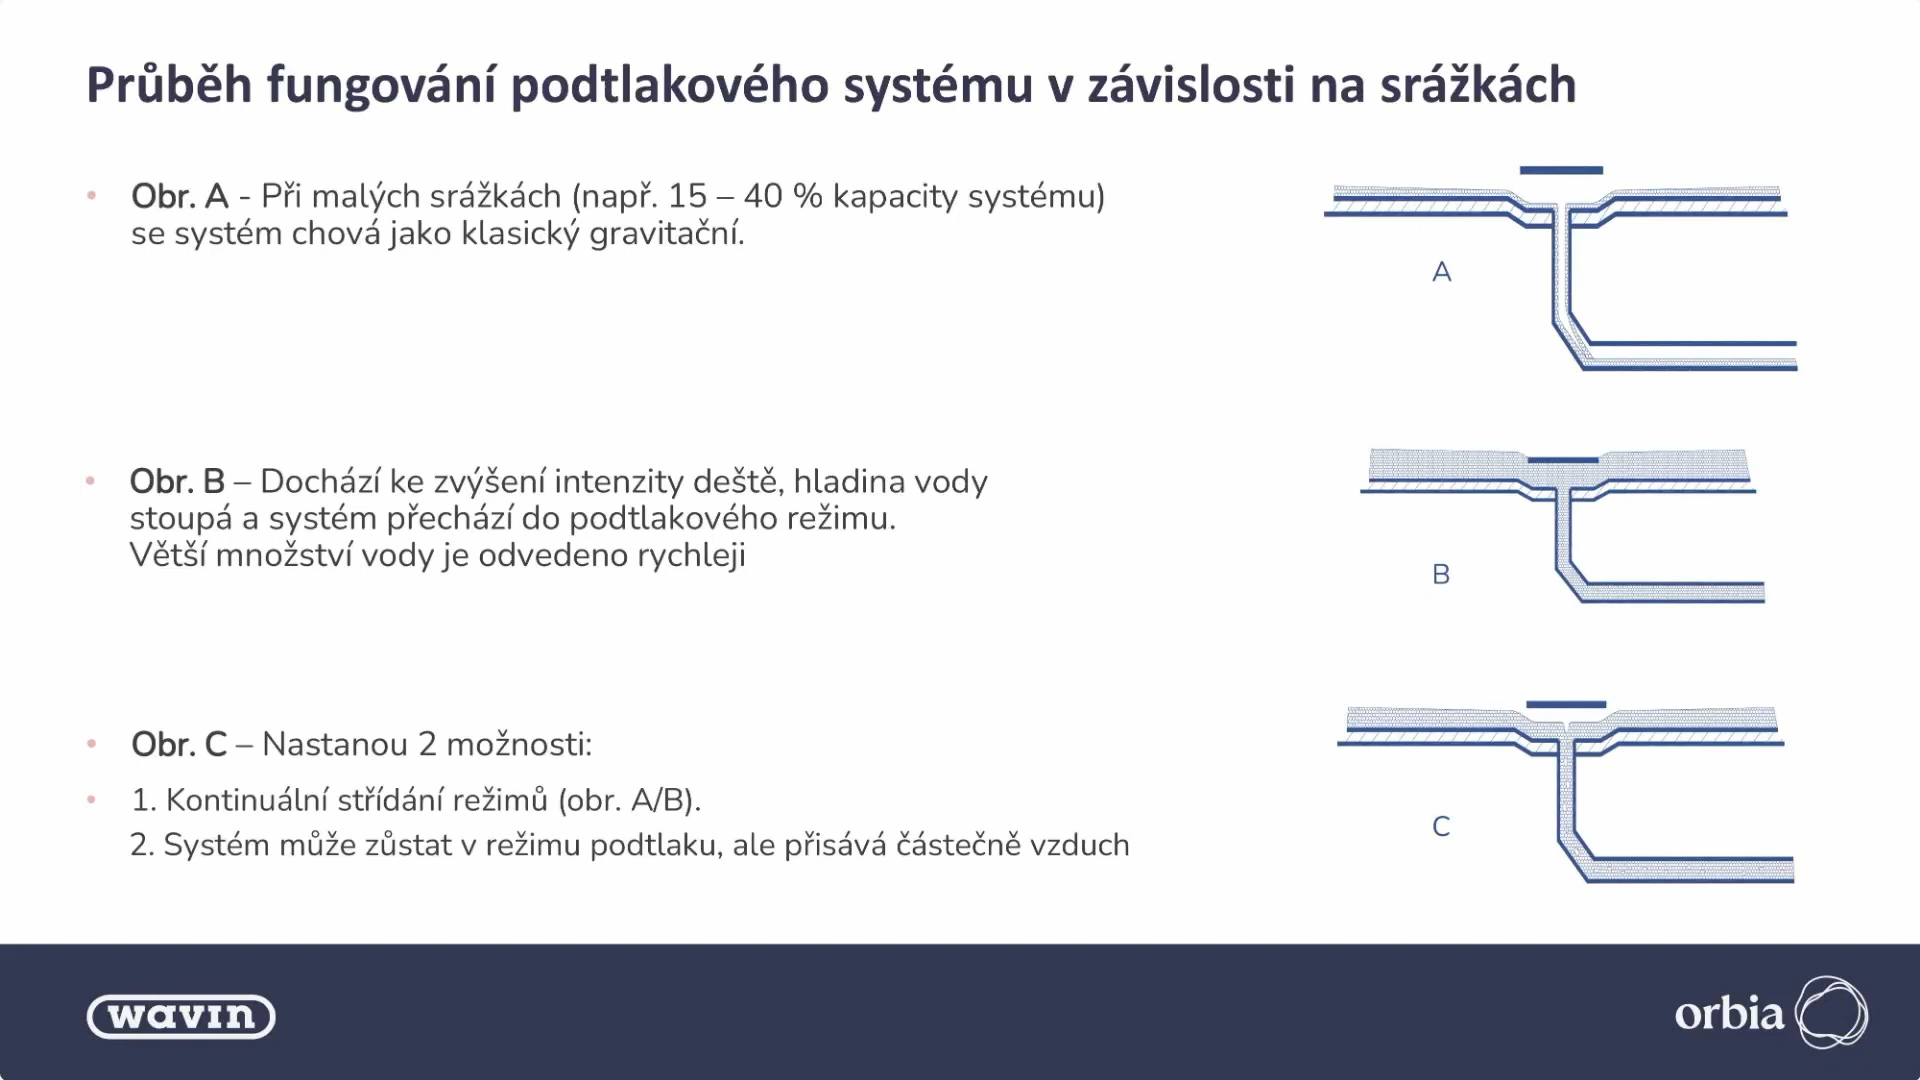 Průběh fungování podtlakového systému v závislosti na srážkách
• Obr. A - Při malých srážkách (např. 15 – 40 % kapacity systému)
se systém chová jako klasický gravitační.
A
• Obr. B – Dochází ke zvýšení intenzity deště, hladina vody
stoupá a systém přechází do podtlakového režimu.
Větší množství vody je odvedeno rychleji
B
• Obr. C – Nastanou 2 možnosti:
• 1. Kontinuální střídání režimů (obr. A/B).
2. Systém může zůstat v režimu podtlaku, ale přisává částečně vzduch
C
wavin
orbia